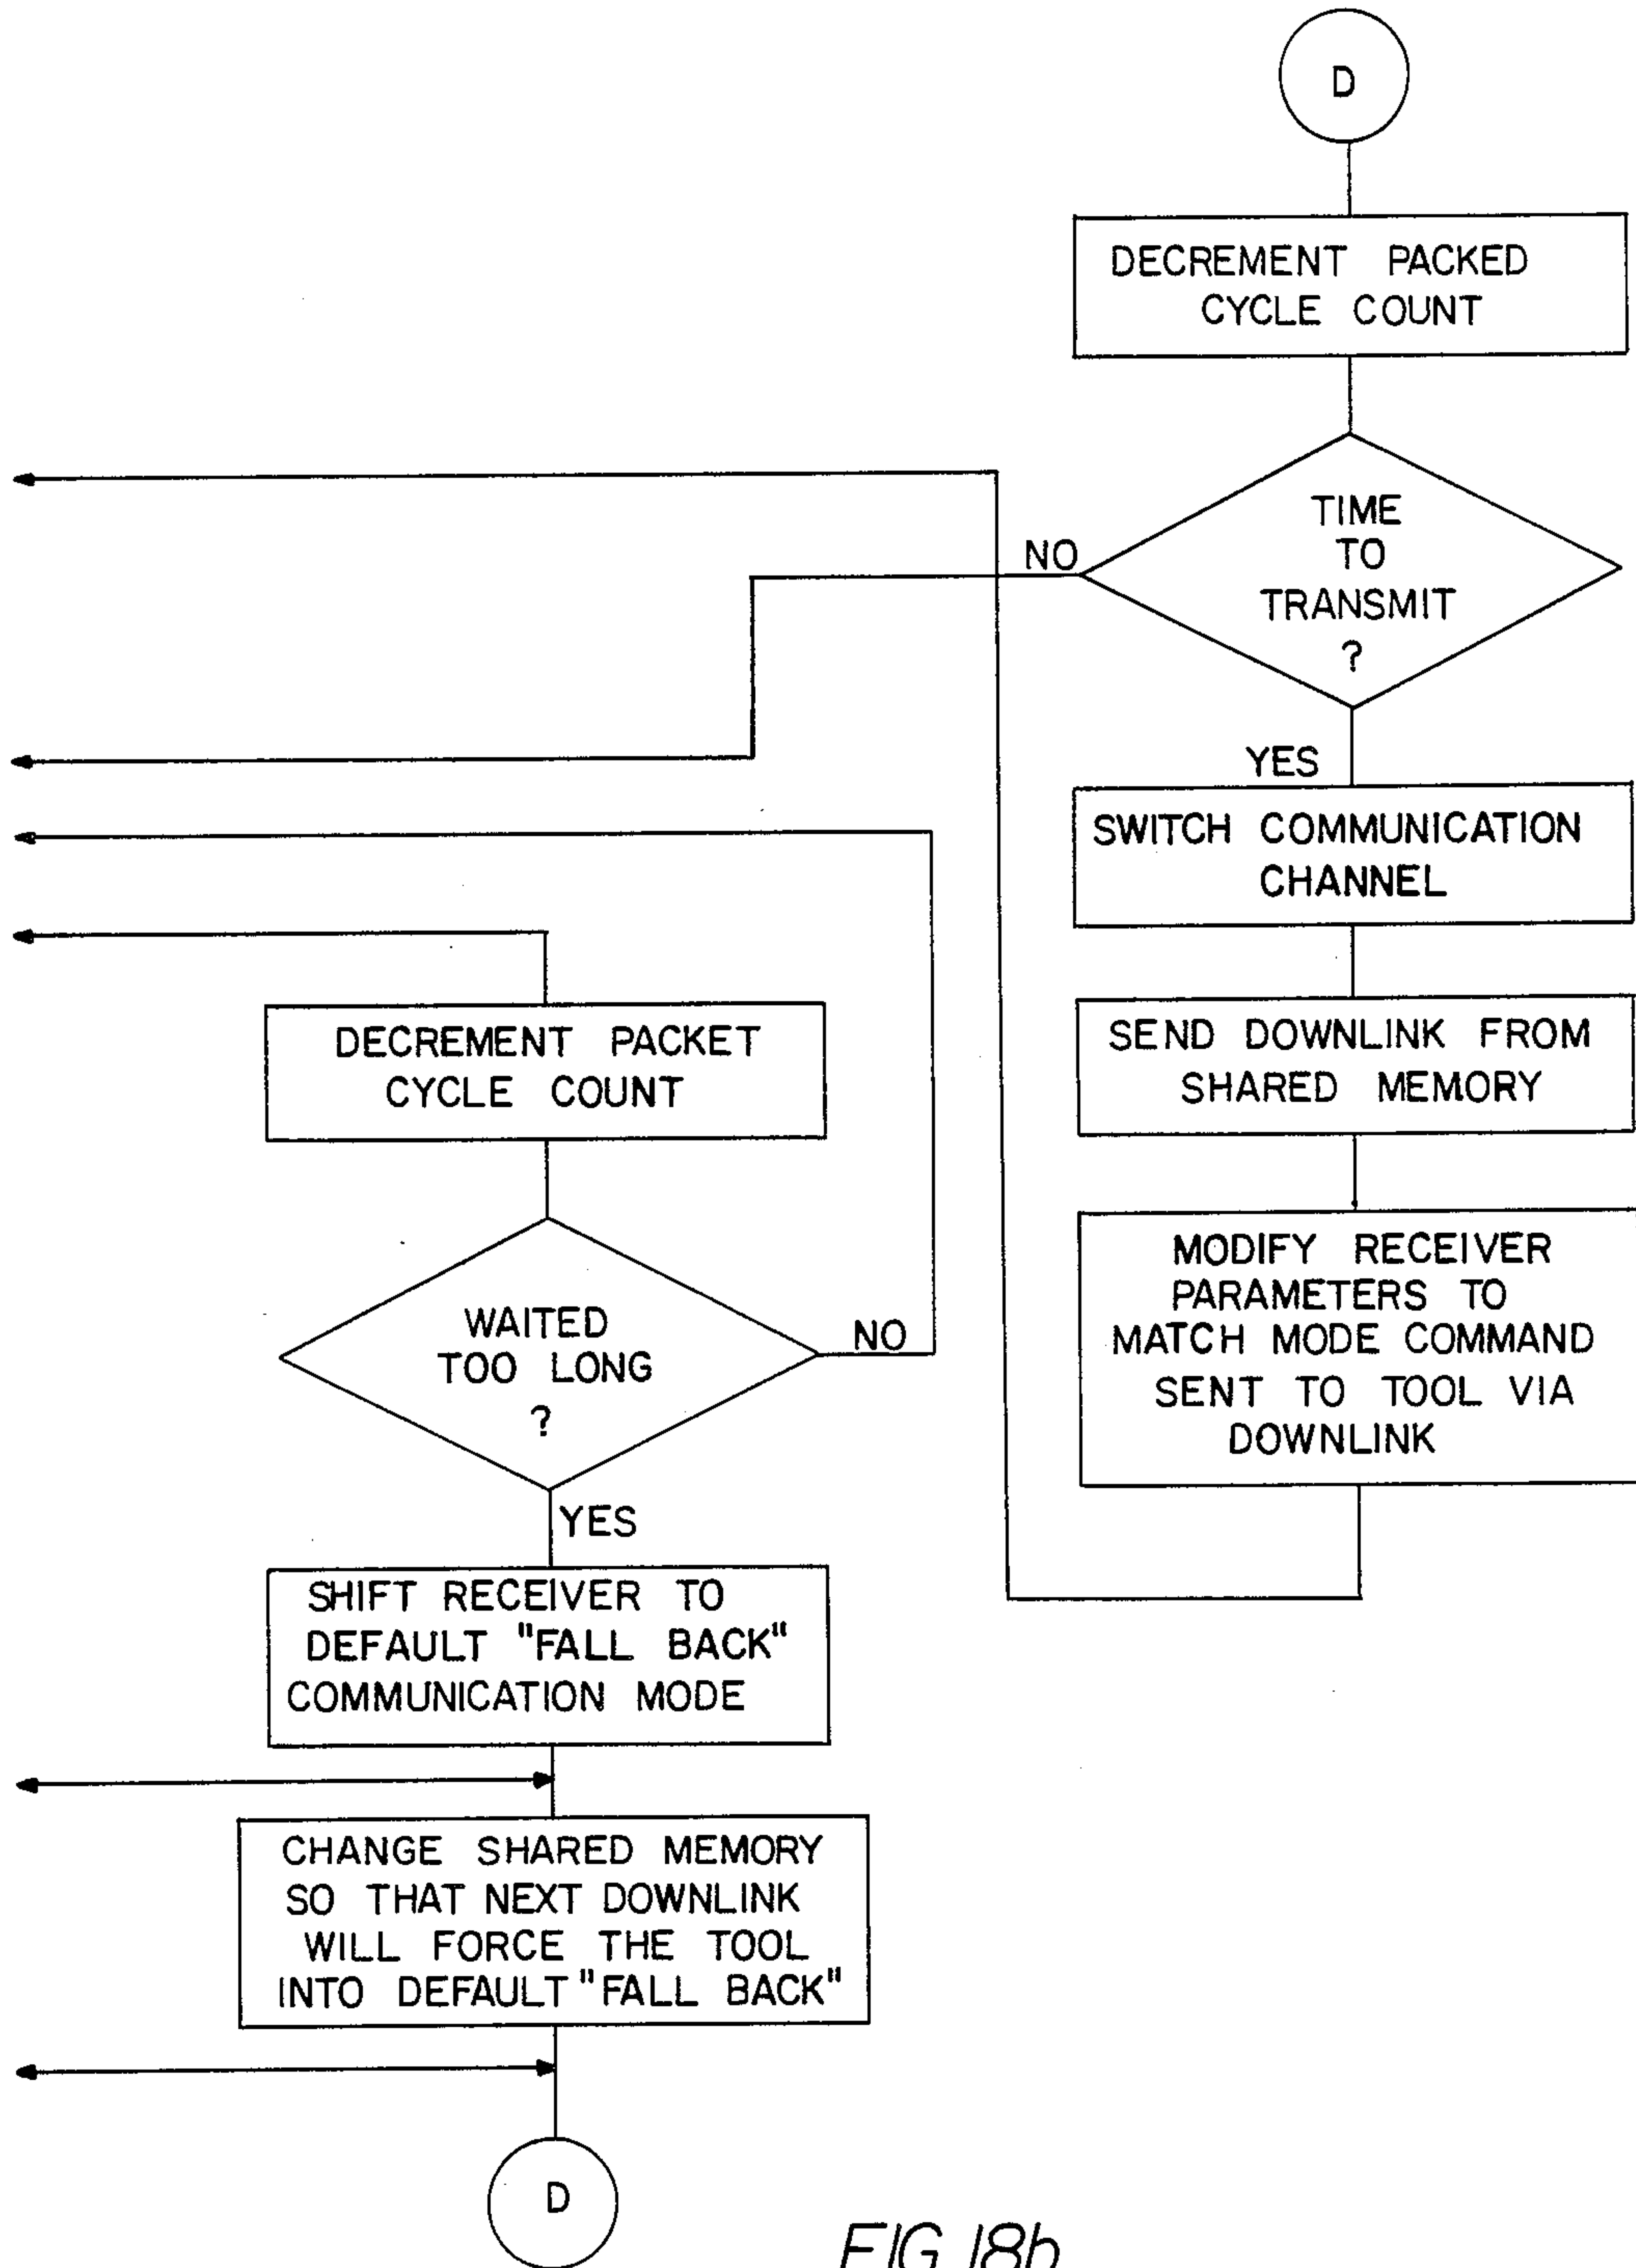 D
DECREMENT PACKED
CYCLE COUNT
TIME
TO
TRANSMIT
?
NO
YES
SWITCH COMMUNICATION
CHANNEL
SEND DOWNLINK FROM
SHARED MEMORY
MODIFY RECEIVER
PARAMETERS TO
MATCH MODE COMMAND
SENT TO TOOL VIA
DOWNLINK
DECREMENT PACKET
CYCLE COUNT
WAITED
TOO LONG
?
NO
YES
SHIFT RECEIVER TO
DEFAULT "FALL BACK"
COMMUNICATION MODE
CHANGE SHARED MEMORY
SO THAT NEXT DOWNLINK
WILL FORCE THE TOOL
INTO DEFAULT "FALL BACK"
D
FIG. 18b